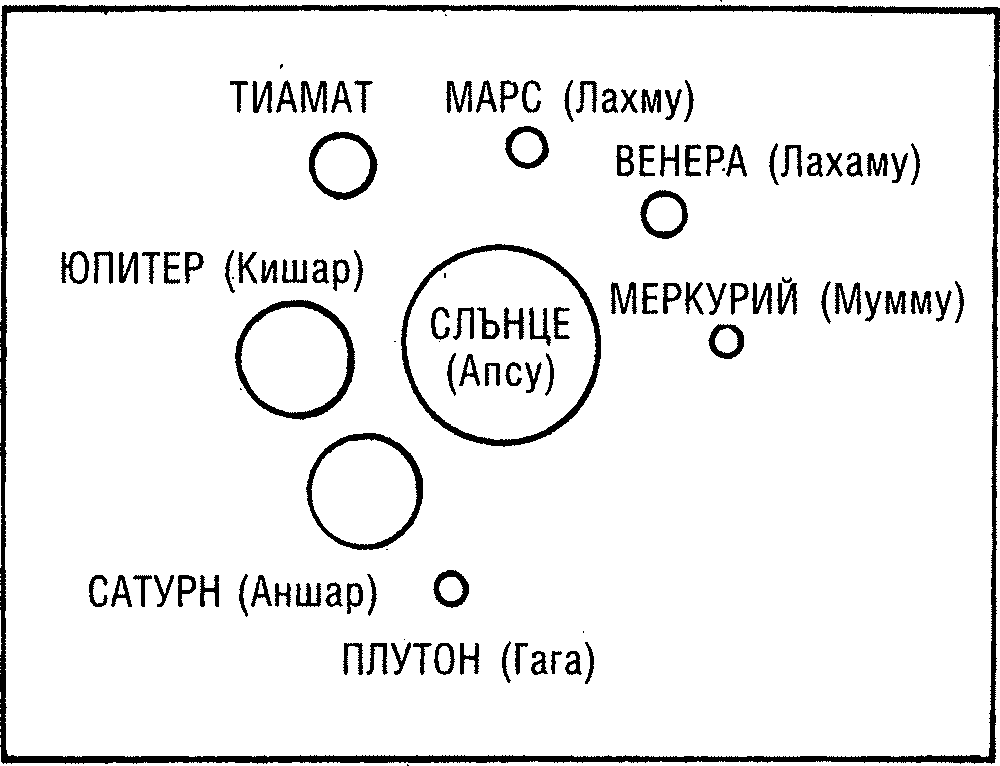 ТИАМАТ
МАРС (Лахму)
ВЕНЕРА (Лахаму)
ЮПИТЕР (Кишар)
СЛЪНЦЕ
(Апсу)
МЕРКУРИЙ (Мумму)
САТУРН (Аншар)
ПЛУТОН (Гага)